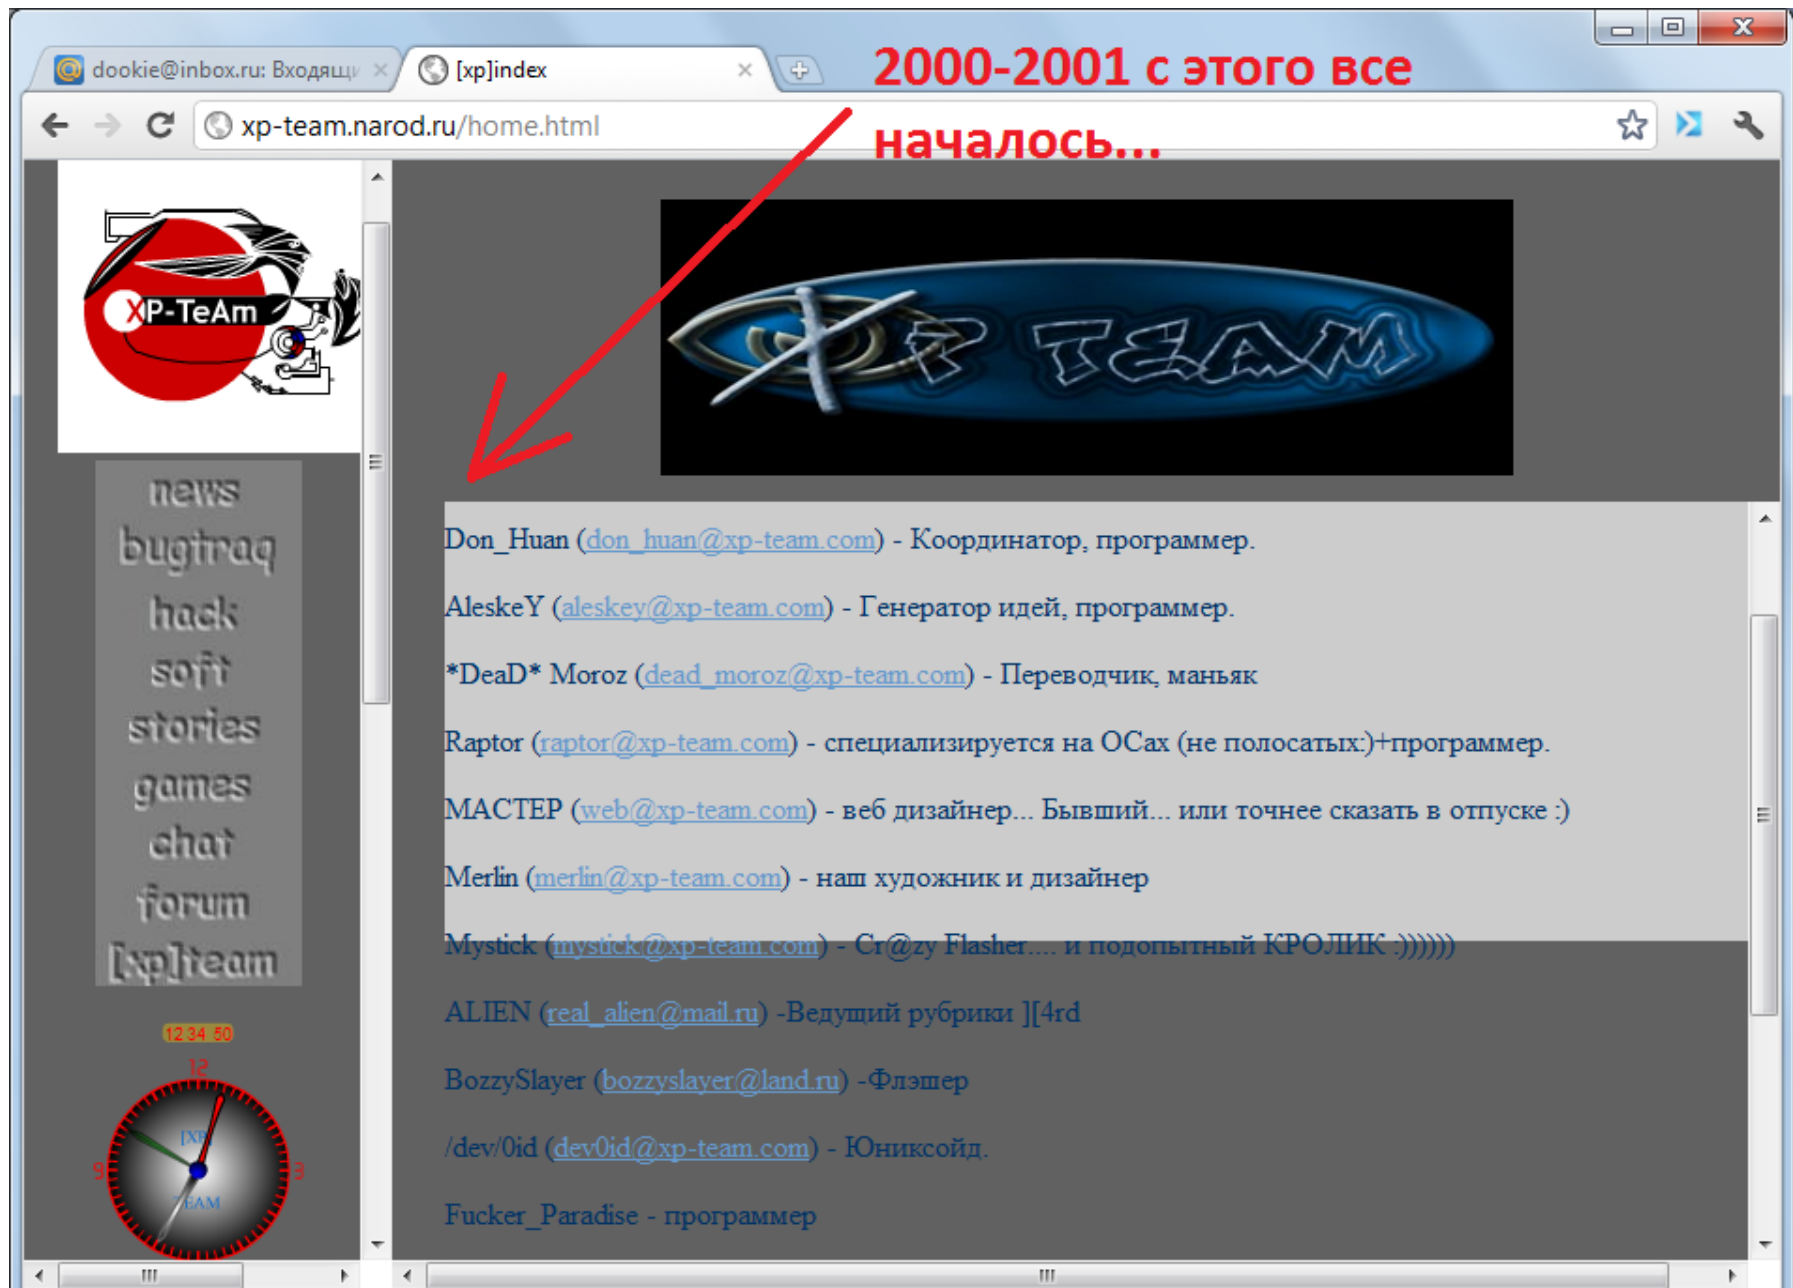 dookie@inbox.ru: Входящи
[xp]index
2000-2001 с этого все
началось...
xp-team.narod.ru/home.html
XP-TeAm
XP TEAM
news
bugtraq
hack
soft
stories
games
chat
forum
[xp]team
12 34 50
12
9
3
[XP]
TEAM
Don_Huan (don_huan@xp-team.com) - Координатор, программер.
AleskeY (aleskey@xp-team.com) - Генератор идей, программер.
*DeaD* Moroz (dead_moroz@xp-team.com) - Переводчик, маньяк
Raptor (raptor@xp-team.com) - специализируется на ОСах (не полосатых:)+программер.
МАСТЕР (web@xp-team.com) - веб дизайнер... Бывший... или точнее сказать в отпуске :)
Merlin (merlin@xp-team.com) - наш художник и дизайнер
Mystick (mystick@xp-team.com) - Cr@zy Flasher.... и подопытный КРОЛИК :))))))
ALIEN (real_alien@mail.ru) -Ведущий рубрики ][4rd
BozzySlayer (bozzyslayer@land.ru) -Флэшер
/dev/0id (dev0id@xp-team.com) - Юниксойд.
Fucker_Paradise - программер